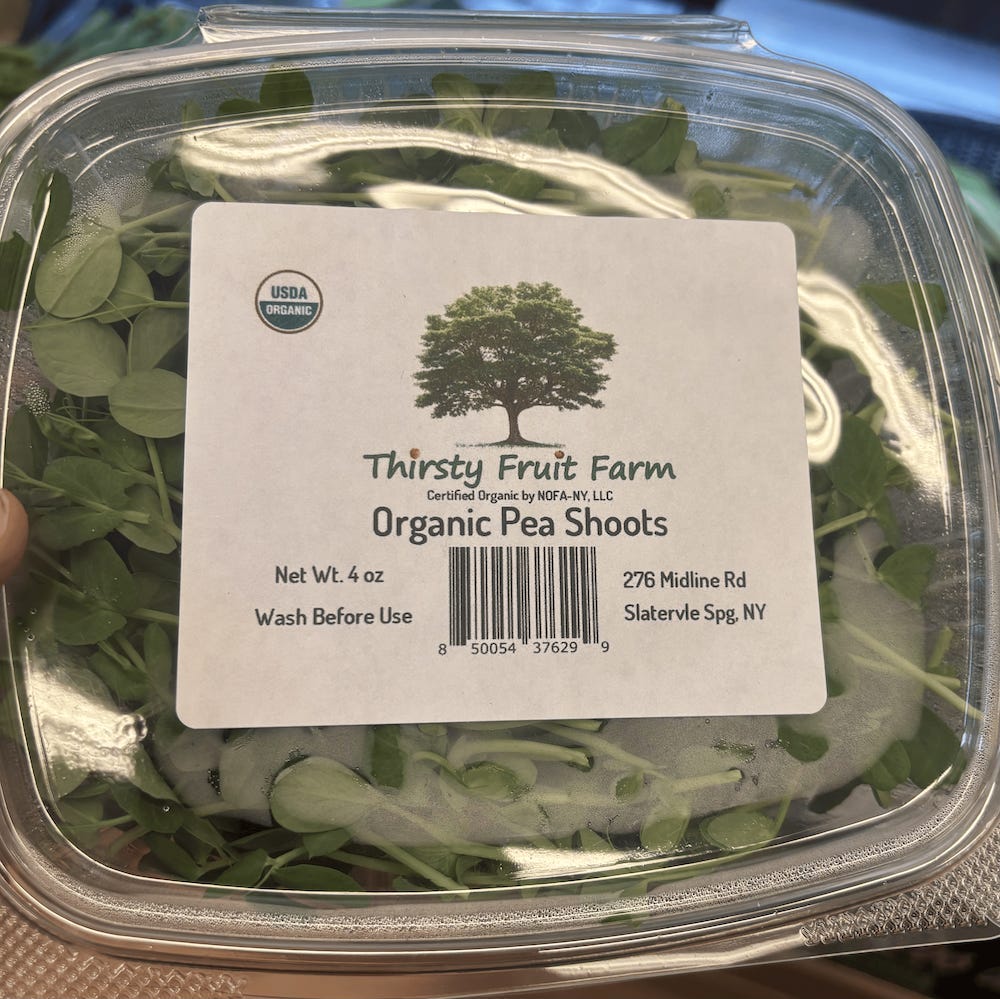 USDA
ORGANIC
Thirsty Fruit Farm
Certified Organic by NOFA-NY, LLC
Organic Pea Shoots
Net Wt. 4 oz
Wash Before Use
276 Midline Rd
Slatervle Spg, NY
8 50054 37629 9